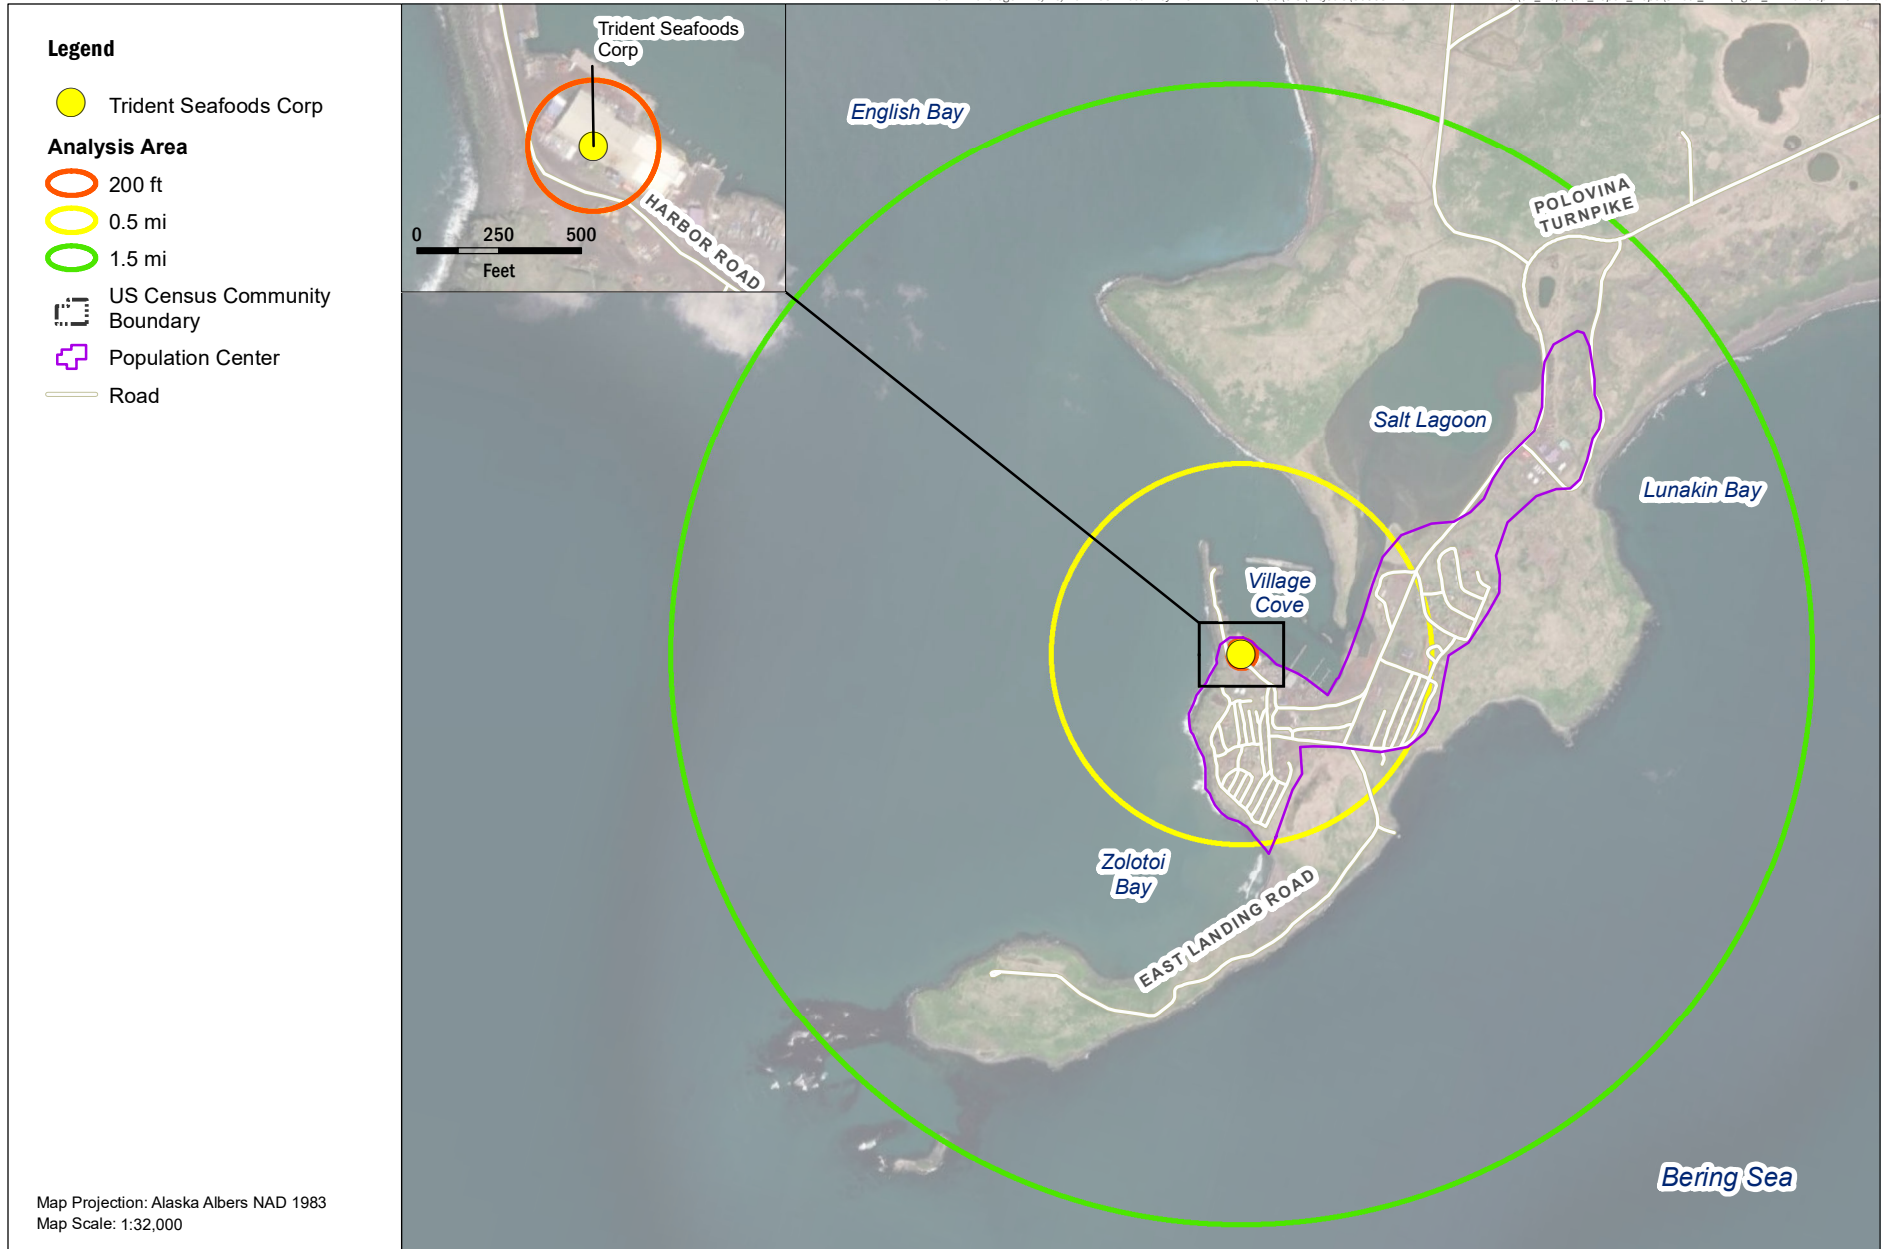 Legend
Trident Seafoods Corp
Analysis Area
200 ft
0.5 mi
1.5 mi
US Census Community
Boundary
Population Center
Road
Map Projection: Alaska Albers NAD 1983
Map Scale: 1:32,000
Trident Seafoods
Corp
HARBOR ROAD
0 250 500
Feet
English Bay
POLOVINA
TURNPIKE
Salt Lagoon
Lunakin Bay
Village
Cove
Zolotoi
Bay
EAST LANDING ROAD
Bering Sea